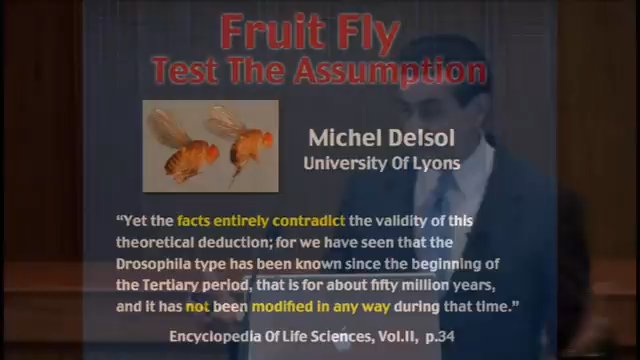 Fruit Fly
Test The Assumption
Michel Delsol
University Of Lyons
“Yet the facts entirely contradict the validity of this
theoretical deduction; for we have seen that the
Drosophila type has been known since the beginning of
the Tertiary period, that is for about fifty million years,
and it has not been modified in any way during that time.”
Encyclopedia Of Life Sciences, Vol.II, p.34